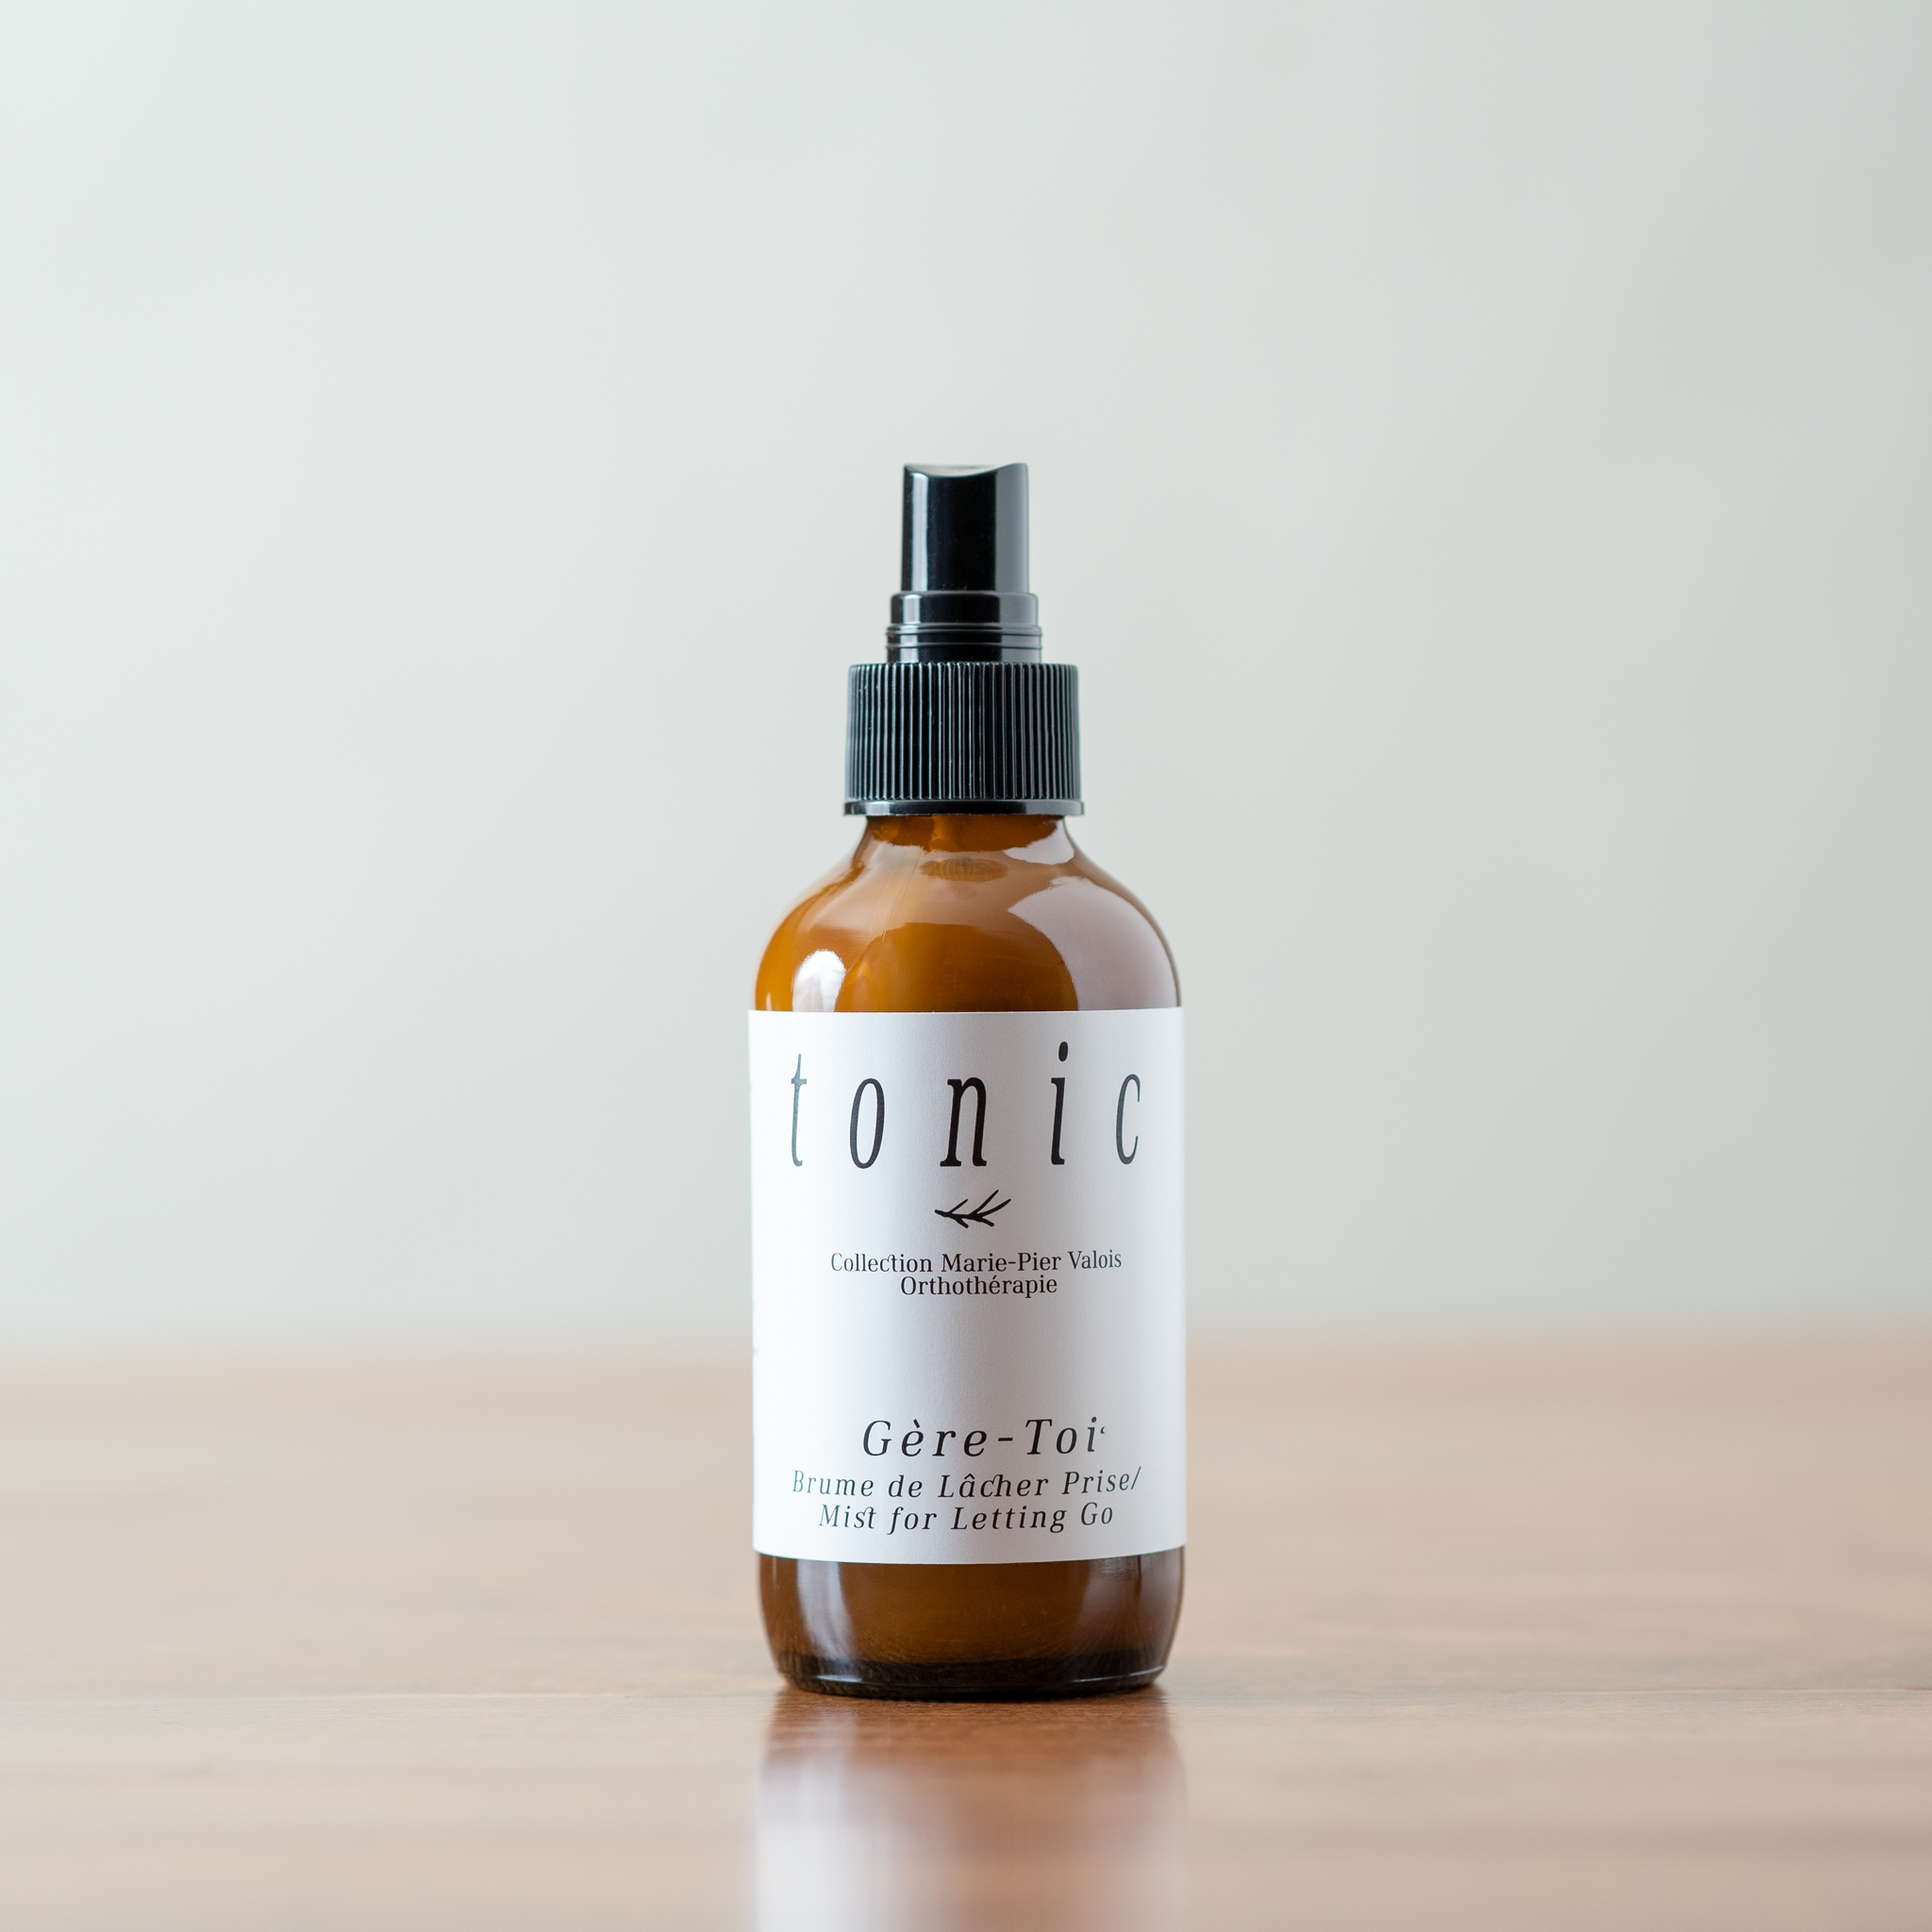 tonic
Collection Marie-Pier Valois
Orthothérapie
Gère-Toi‘
Brume de Lâcher Prise/
Mist for Letting Go